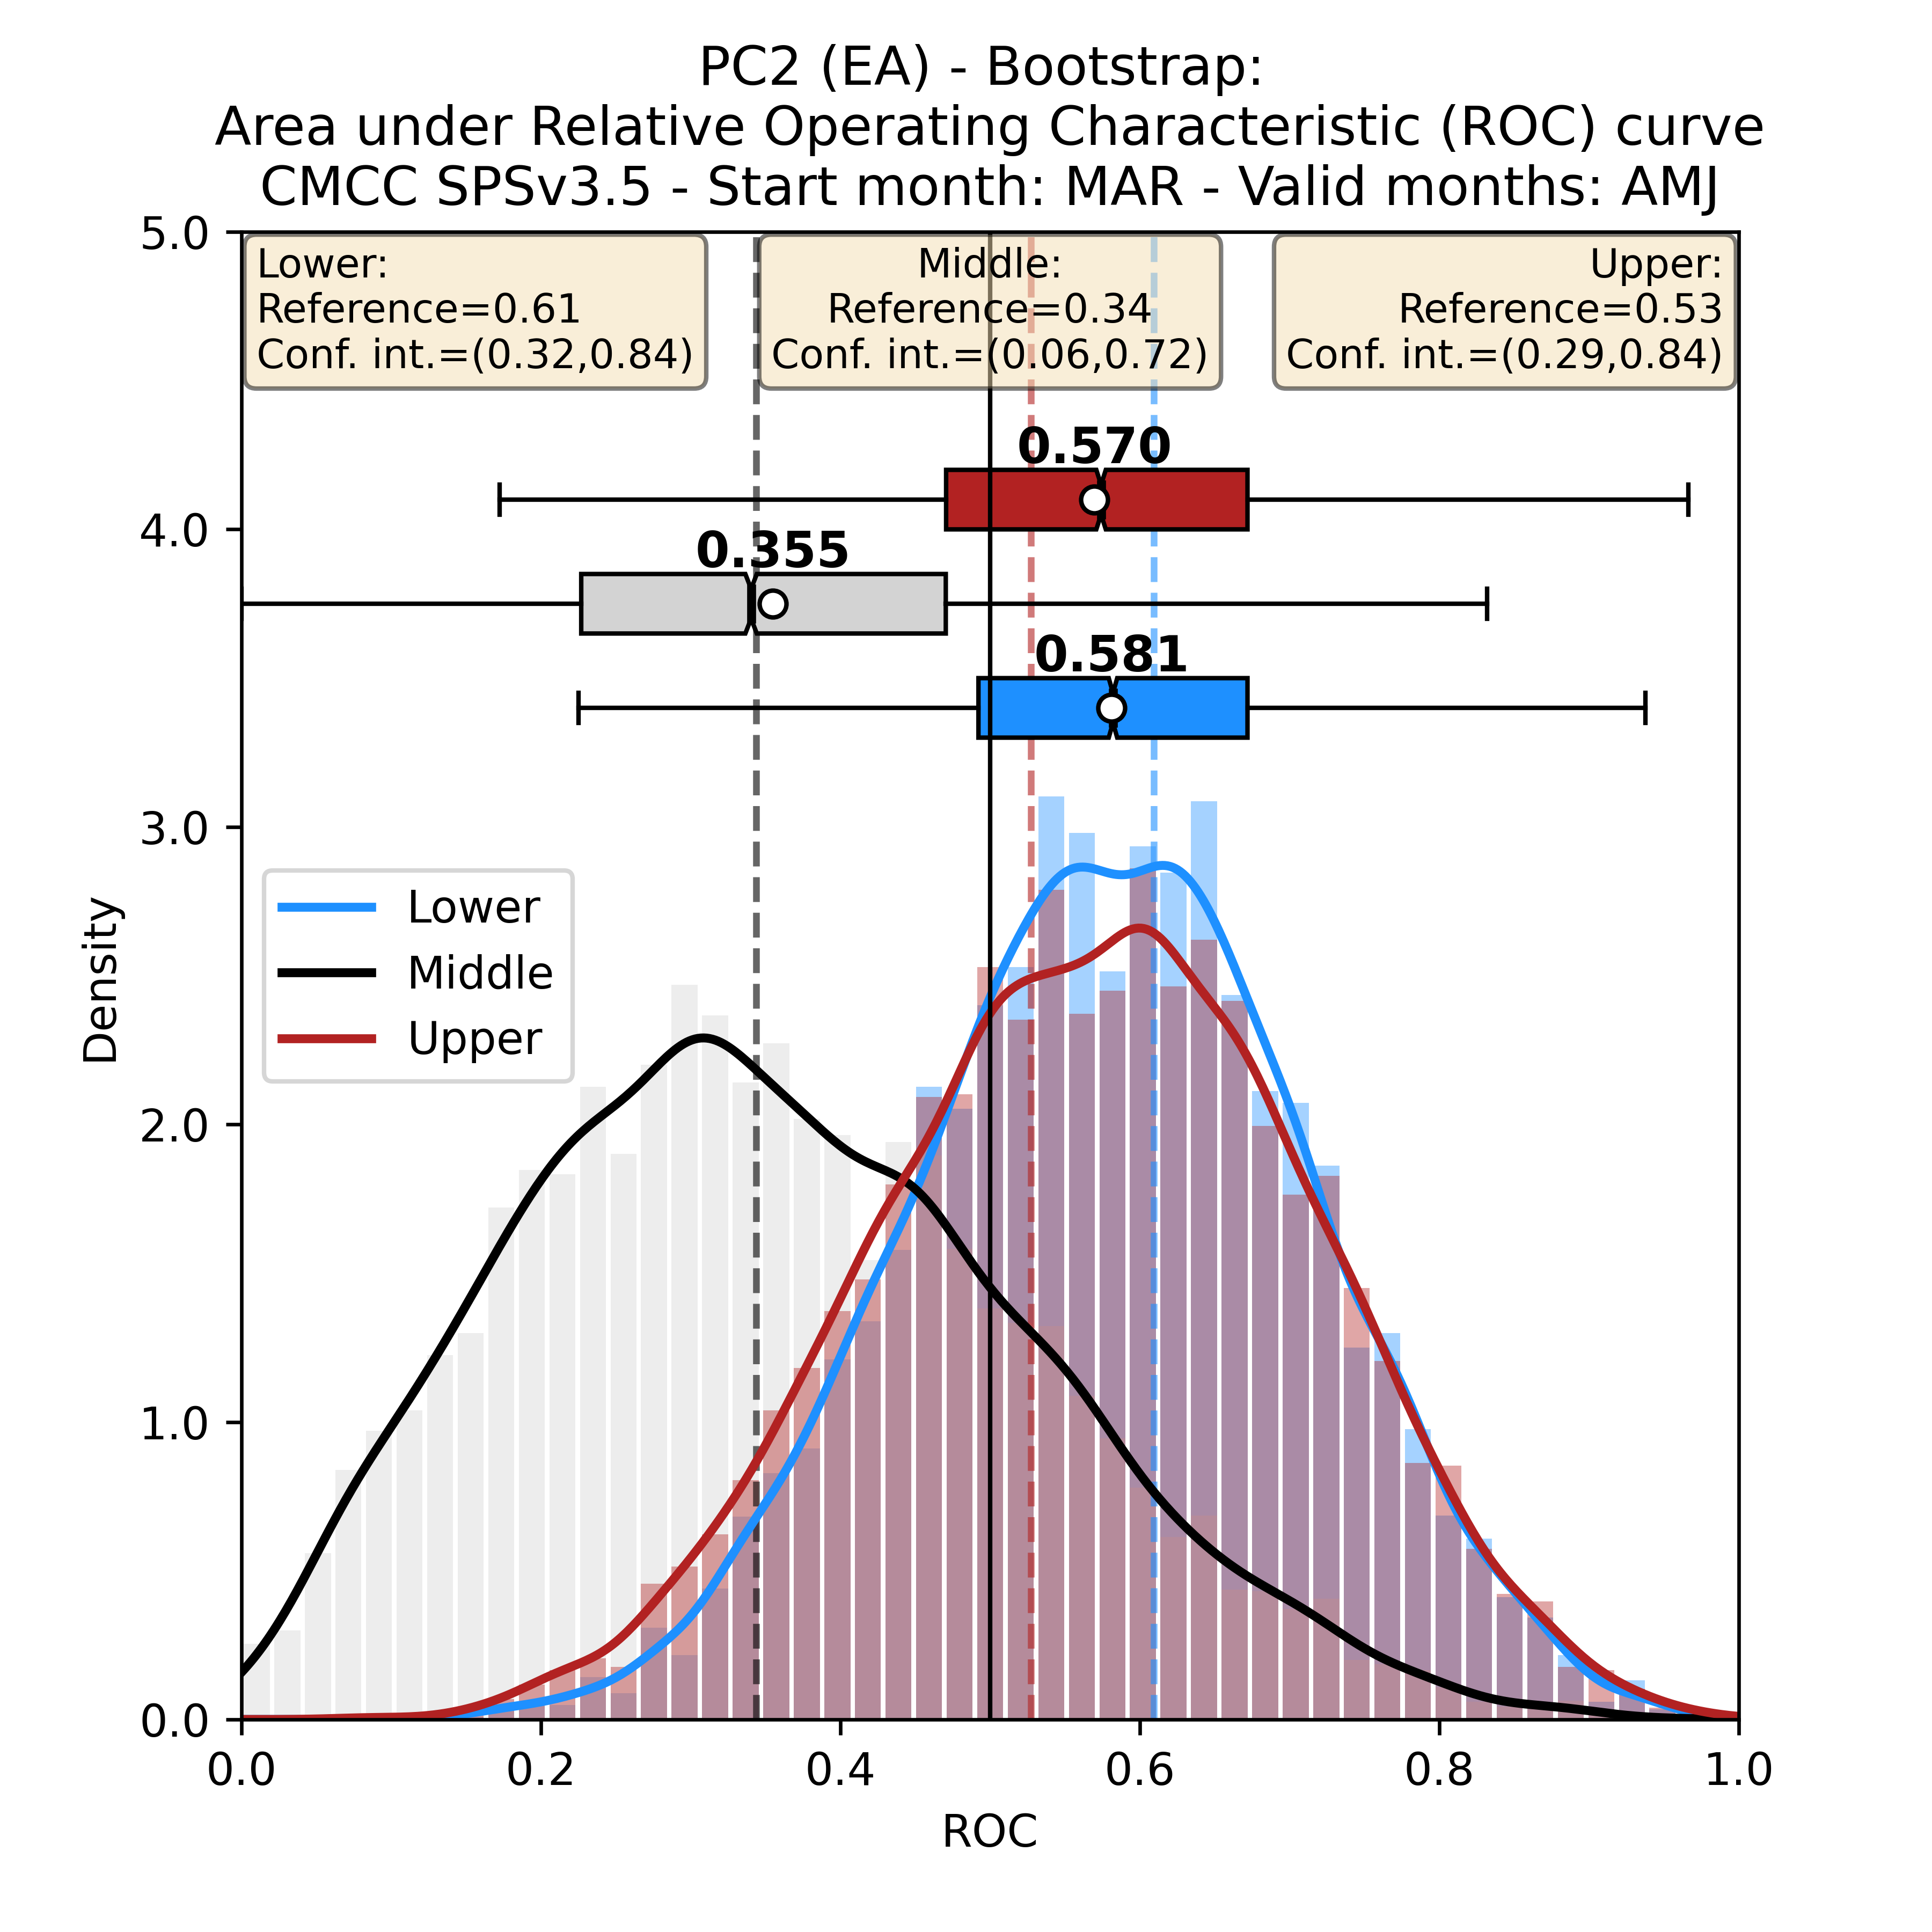 PC2 (EA) - Bootstrap:
Area under Relative Operating Characteristic (ROC) curve
CMCC SPSv3.5 - Start month: MAR - Valid months: AMJ
Lower:
Reference=0.61
Conf. int.=(0.32,0.84)
Middle:
Reference=0.34
Conf. int.=(0.06,0.72)
Upper:
Reference=0.53
Conf. int.=(0.29,0.84)
0.570
0.355
0.581
Lower
Middle
Upper
Density
5.0
4.0
3.0
2.0
1.0
0.0
0.0 0.2 0.4 0.6 0.8 1.0
ROC